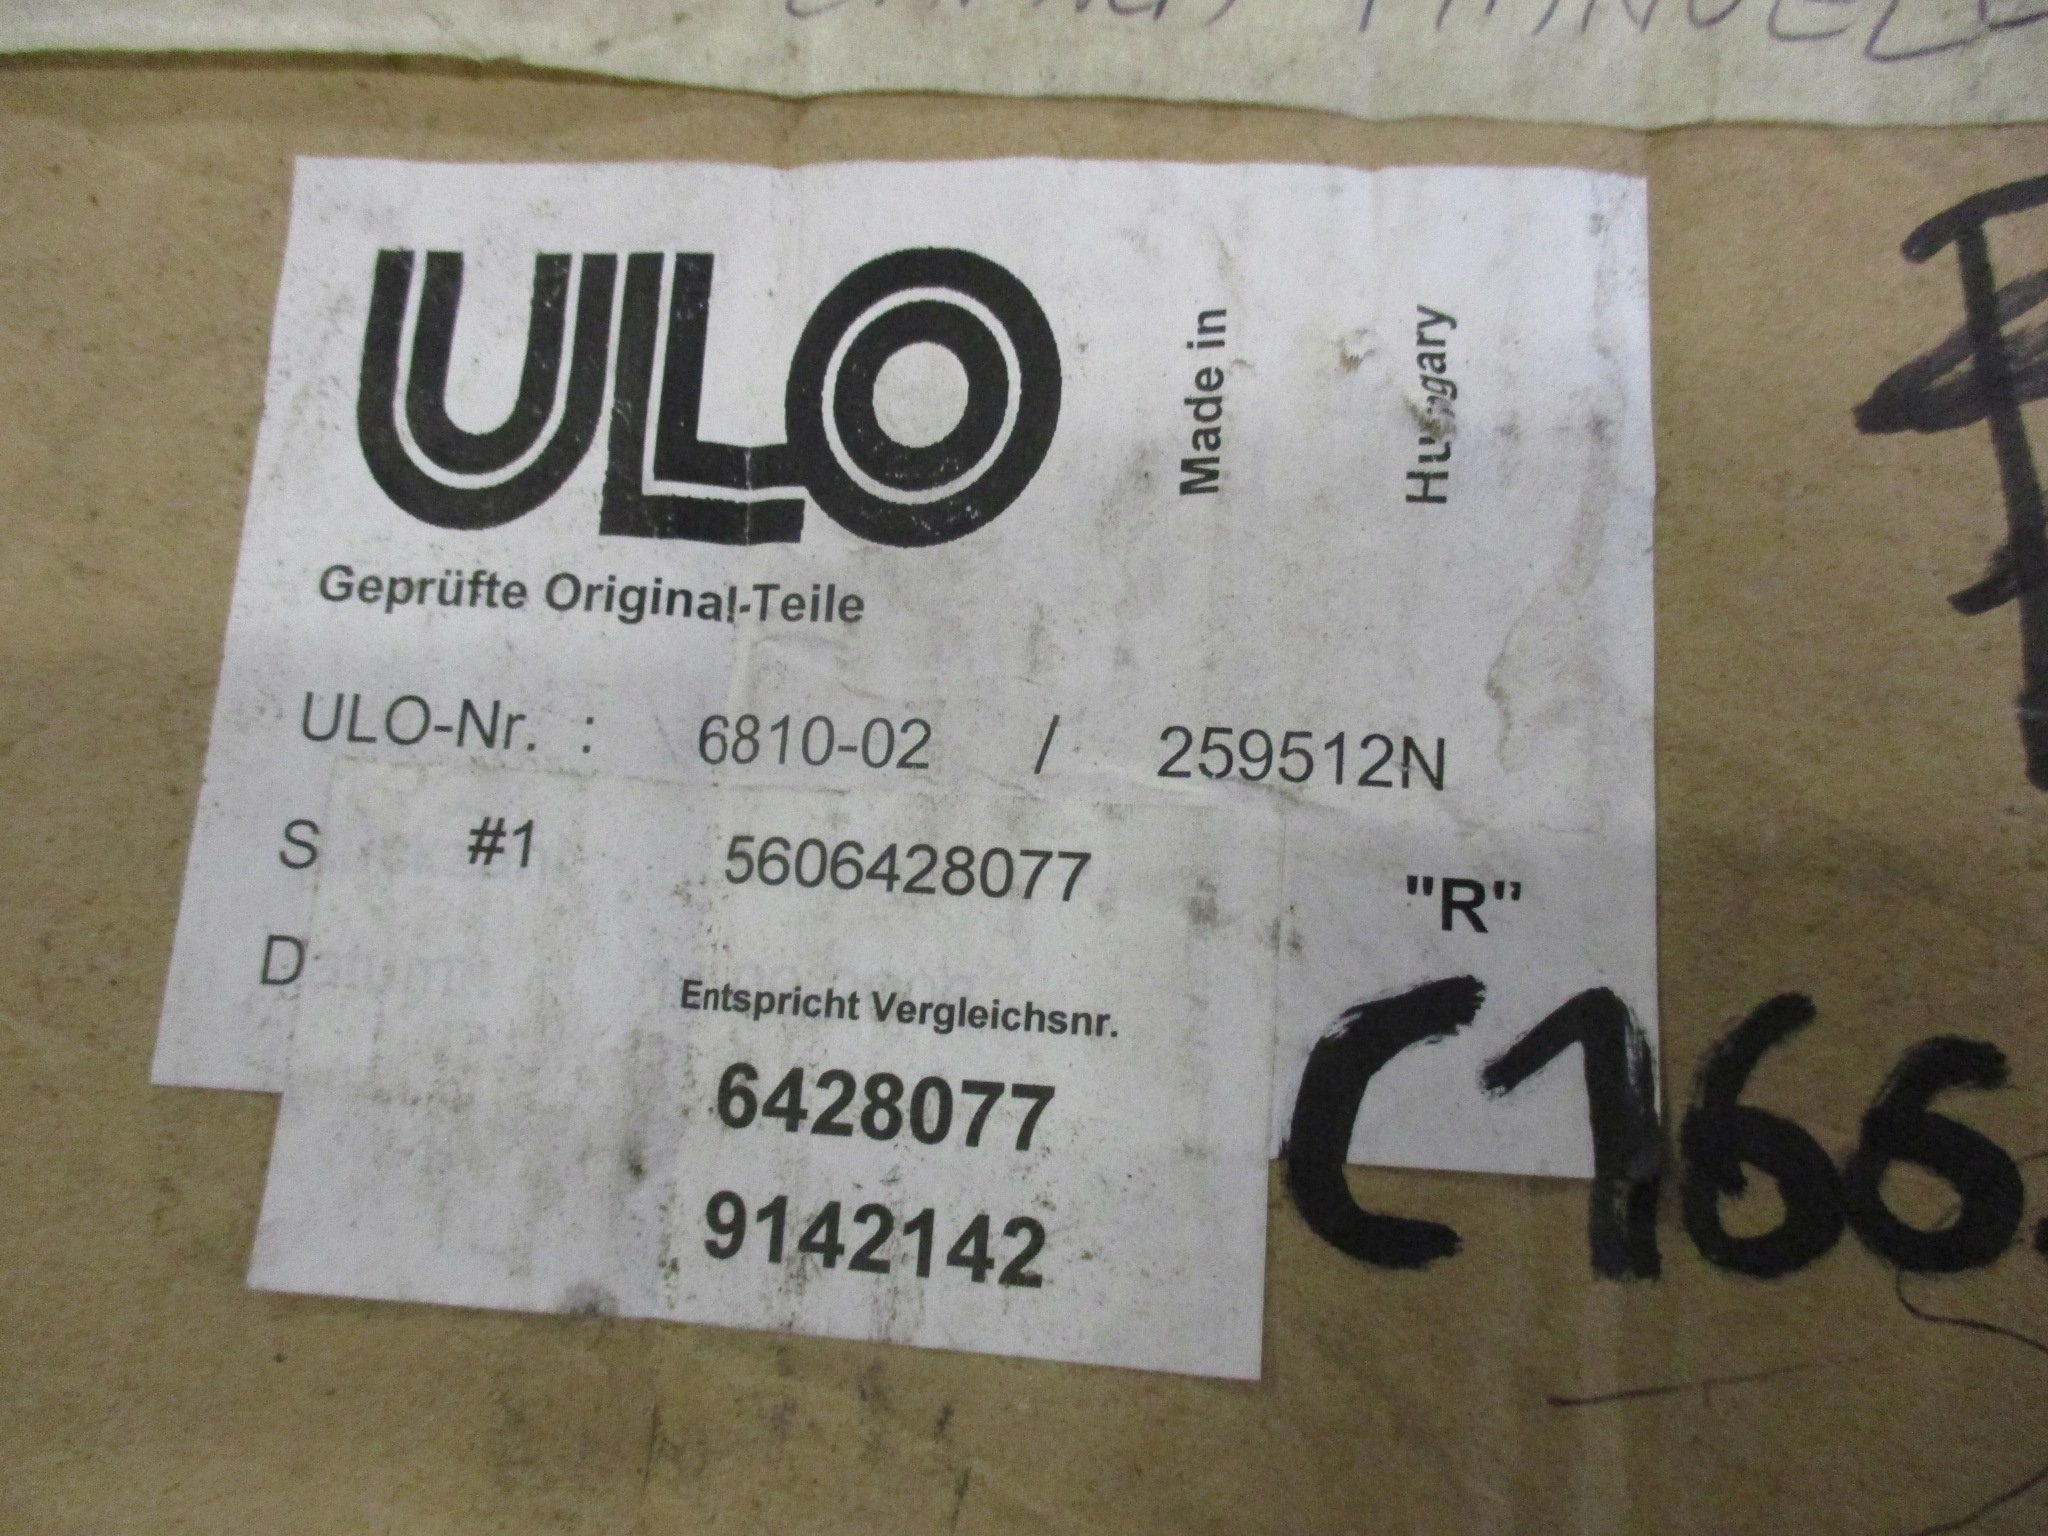 ULO
Made in
Hungary
Geprüfte Original-Teile
ULO-Nr. : 6810-02 / 259512N
S #1 5606428077 "R"
D
Entspricht Vergleichsnr.
6428077
9142142
C166